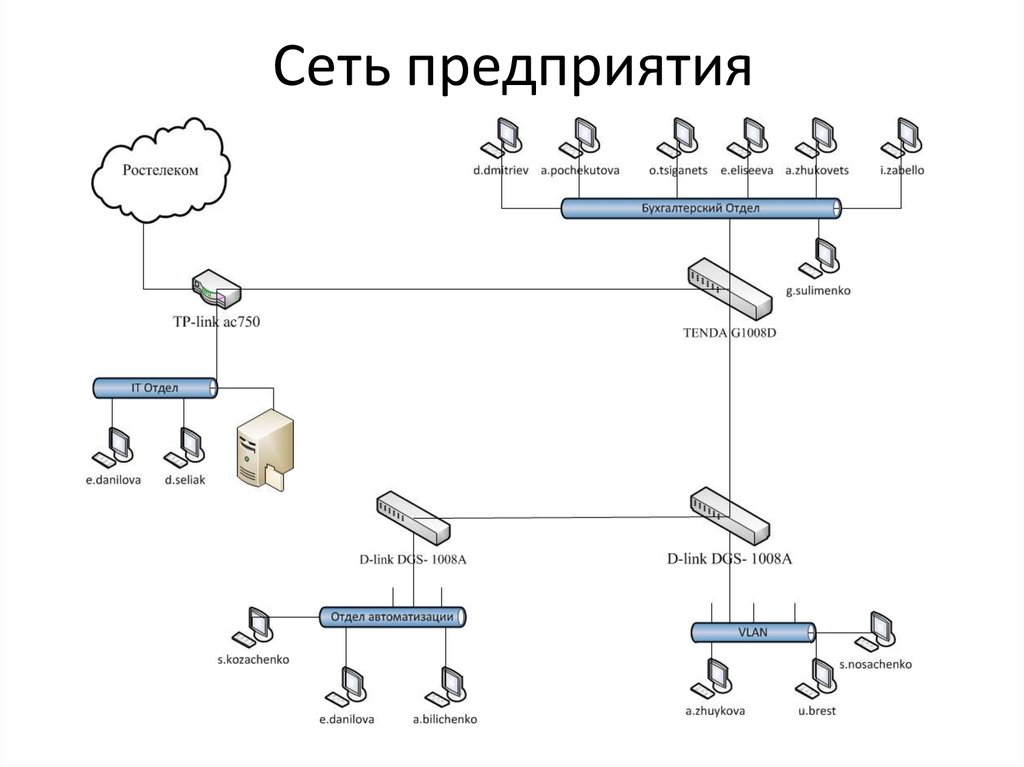 Сеть предприятия
Ростелеком
d.dmitriev
a.pochekutova
o.tsiganets
e.eliseeva
a.zhukovets
i.zabello
Бухгалтерский Отдел
g.sulimenko
TP-link ac750
TENDA G1008D
IT Отдел
e.danilova
d.seliak
D-link DGS- 1008A
D-link DGS- 1008A
Отдел автоматизации
VLAN
s.kozachenko
s.nosachenko
e.danilova
a.bilichenko
a.zhuykova
u.brest